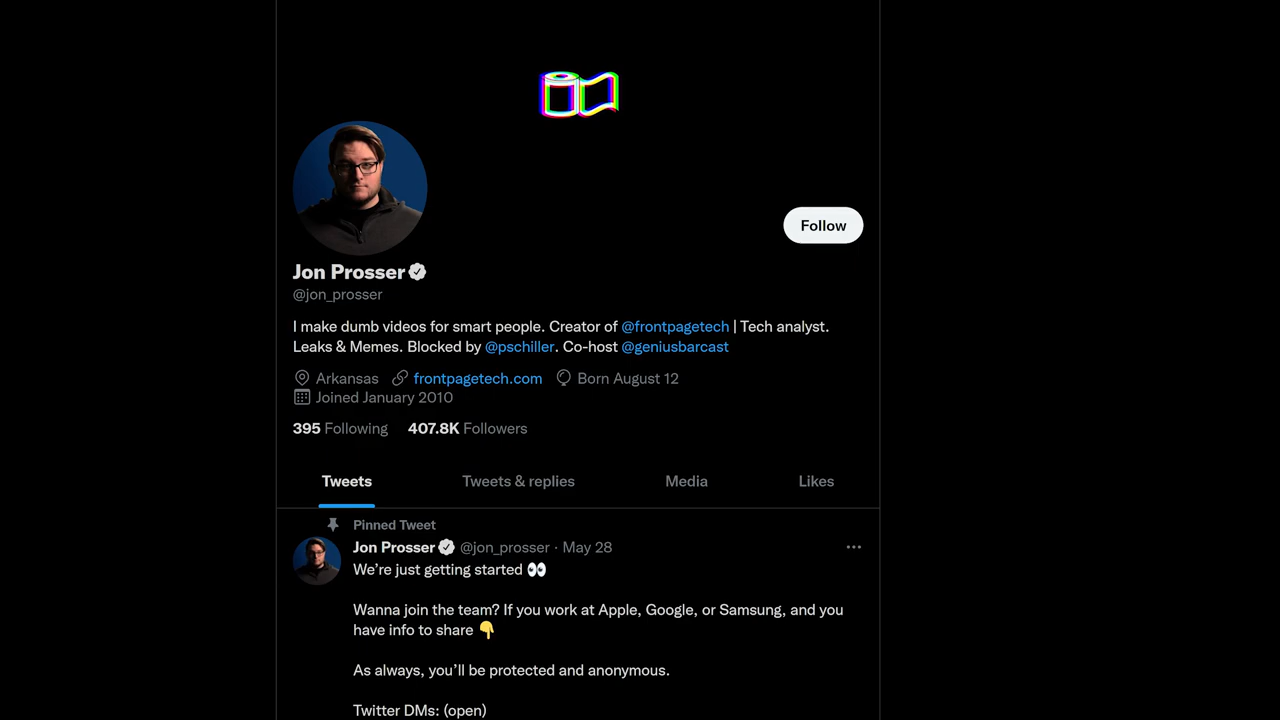 Follow
Jon Prosser
@jon_prosser
I make dumb videos for smart people. Creator of @frontpagetech | Tech analyst.
Leaks & Memes. Blocked by @pschiller. Co-host @geniusbarcast
Arkansas frontpagetech.com Born August 12
Joined January 2010
395 Following 407.8K Followers
Tweets Tweets & replies Media Likes
Pinned Tweet
Jon Prosser @jon_prosser · May 28
We’re just getting started 👀
Wanna join the team? If you work at Apple, Google, or Samsung, and you
have info to share 👇
As always, you’ll be protected and anonymous.
Twitter DMs: (open)